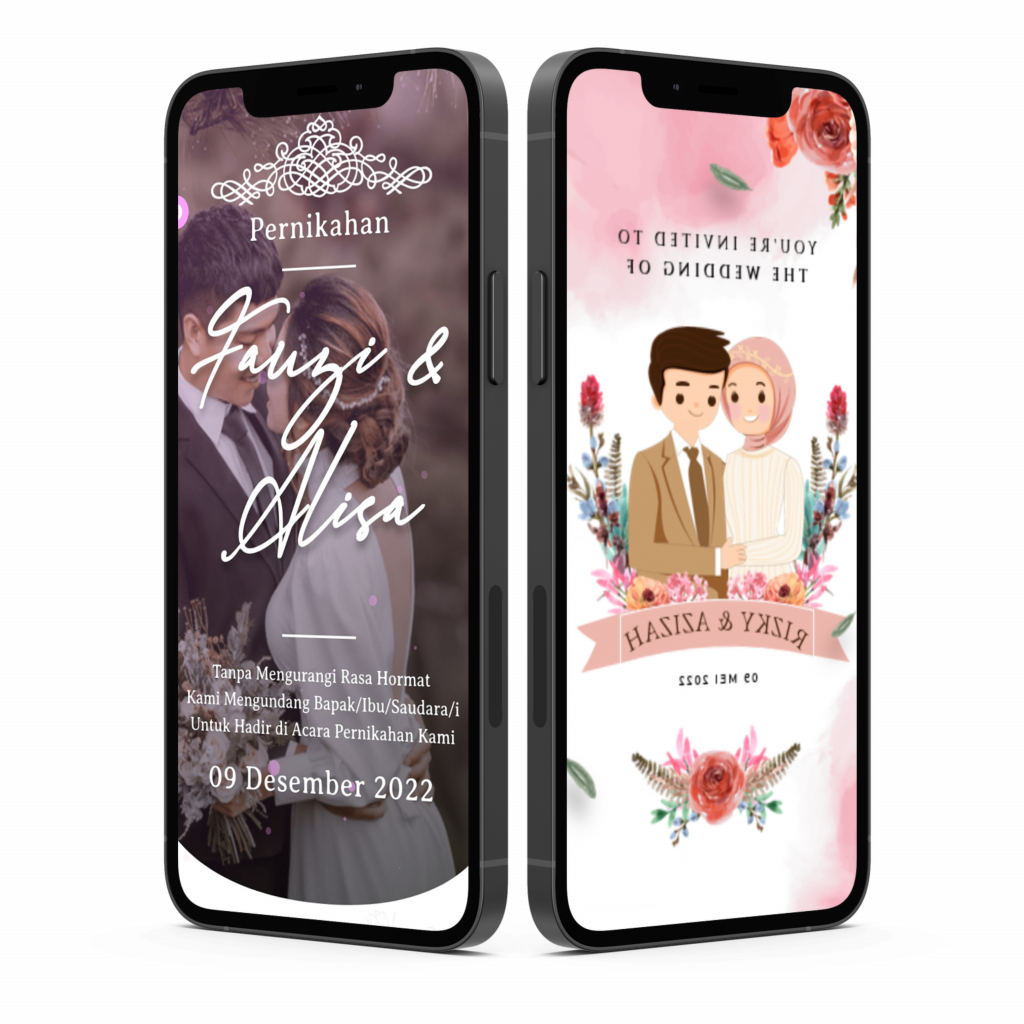 Pernikahan
Fauzi &
Alisa
Tanpa Mengurangi Rasa Hormat
Kami Mengundang Bapak/Ibu/Saudara/i
Untuk Hadir di Acara Pernikahan Kami
09 Desember 2022
YOU'RE INVITED TO
THE WEDDING OF
RIZKY & AZIZAH
09 MEI 2022